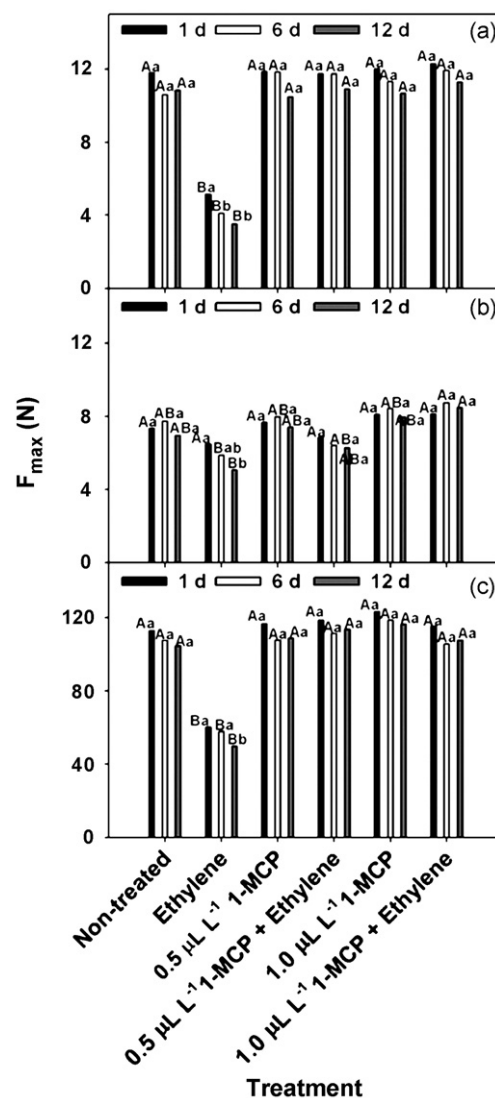 1 d 6 d 12 d (a)
12
8
4
0
Aa Aa Aa Ba Bb Bb Aa Aa Aa Aa Aa Aa Aa Aa Aa Aa Aa Aa
1 d 6 d 12 d (b)
12
8
4
0
Aa ABa ABa Aa Bab Bb Aa ABa ABa Aa ABa ABa Aa ABa ABa Aa Aa Aa
1 d 6 d 12 d (c)
120
80
40
0
Aa Aa Aa Ba Ba Bb Aa Aa Aa Aa Aa Aa Aa Aa Aa Aa Aa Aa
Fmax (N)
Non-treated
Ethylene
0.5 µL L⁻¹ 1-MCP
0.5 µL L⁻¹1-MCP + Ethylene
1.0 µL L⁻¹ 1-MCP
1.0 µL L⁻¹1-MCP + Ethylene
Treatment